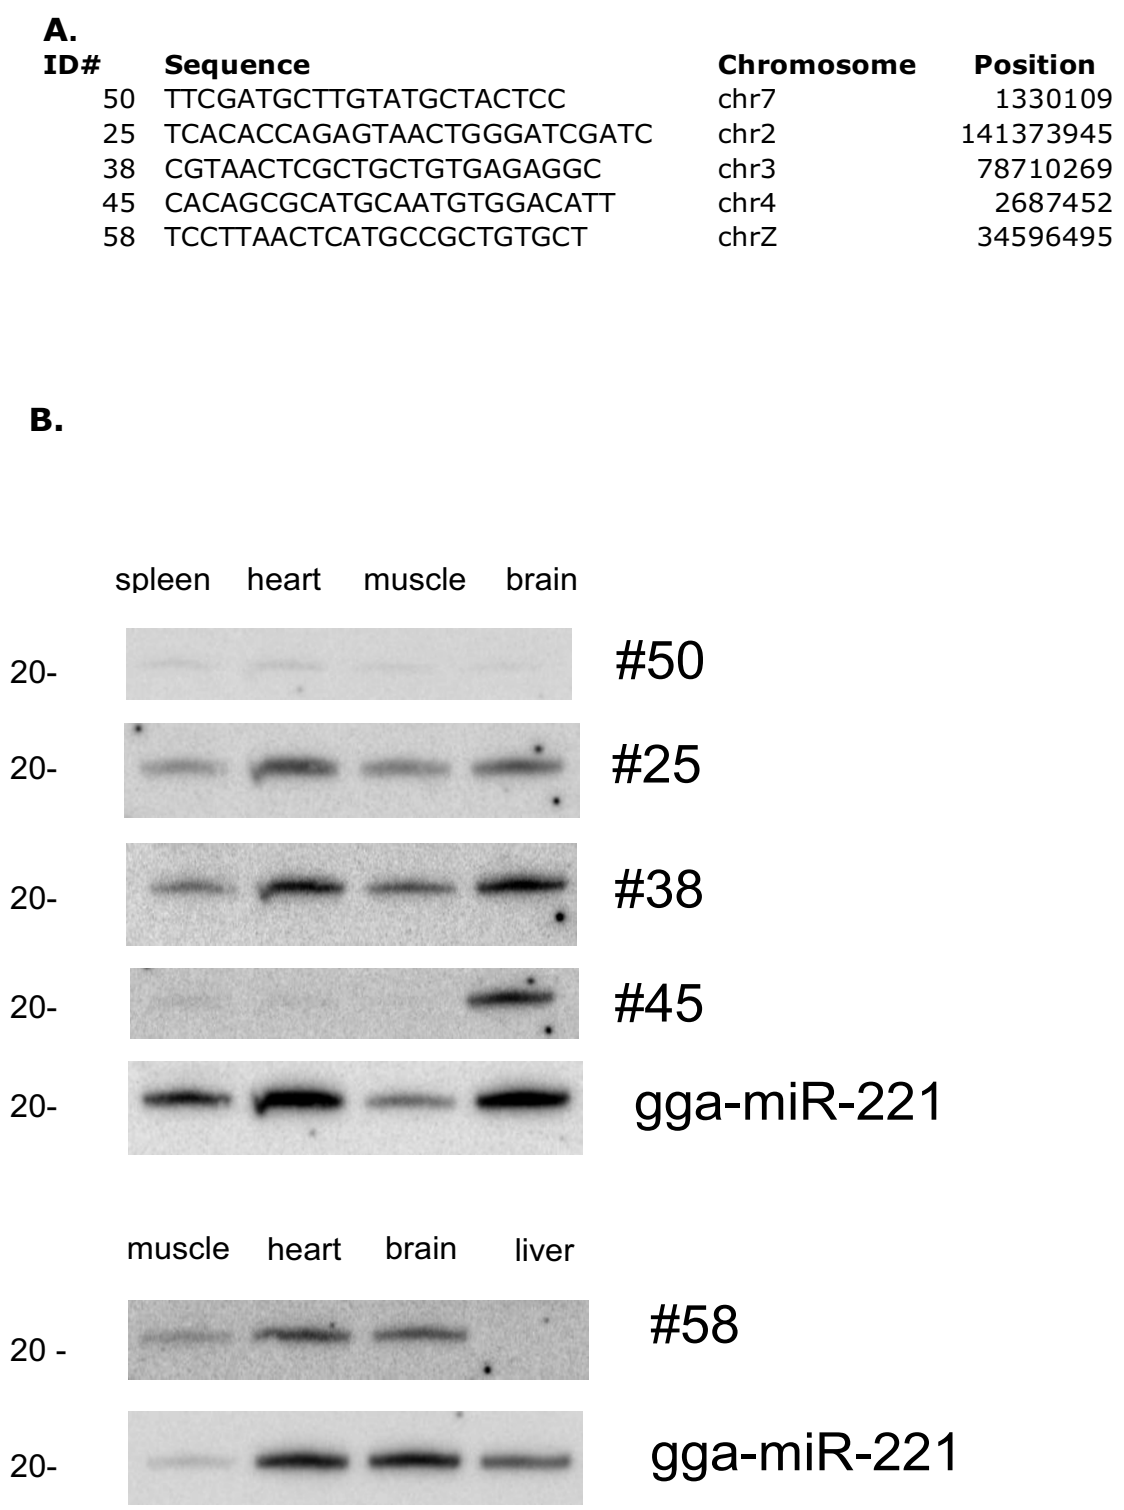 A.
ID# Sequence Chromosome Position
50 TTCGATGCTTGTATGCTACTCC chr7 1330109
25 TCACACCAGAGTAACTGGGATCGATC chr2 141373945
38 CGTAACTCGCTGCTGTGAGAGGC chr3 78710269
45 CACAGCGCATGCAATGTGGACATT chr4 2687452
58 TCCTTAACTCATGCCGCTGTGCT chrZ 34596495
B.
spleen heart muscle brain
20- #50
20- #25
20- #38
20- #45
20- gga-miR-221
muscle heart brain liver
20 - #58
20- gga-miR-221